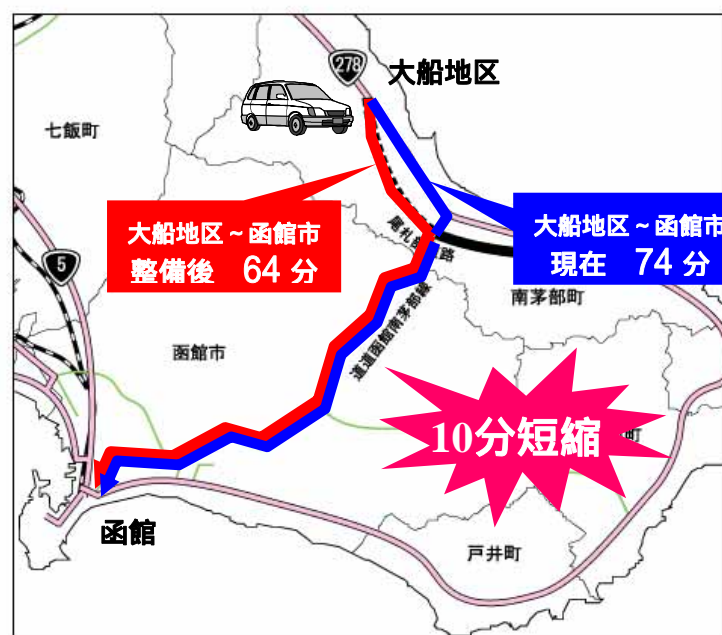 278
大船地区
七飯町
大船地区～函館市
整備後 64 分
大船地区～函館市
現在 74 分
5
南茅部町
道道函館南茅部線
函館市
10分短縮
町
戸井町
函館